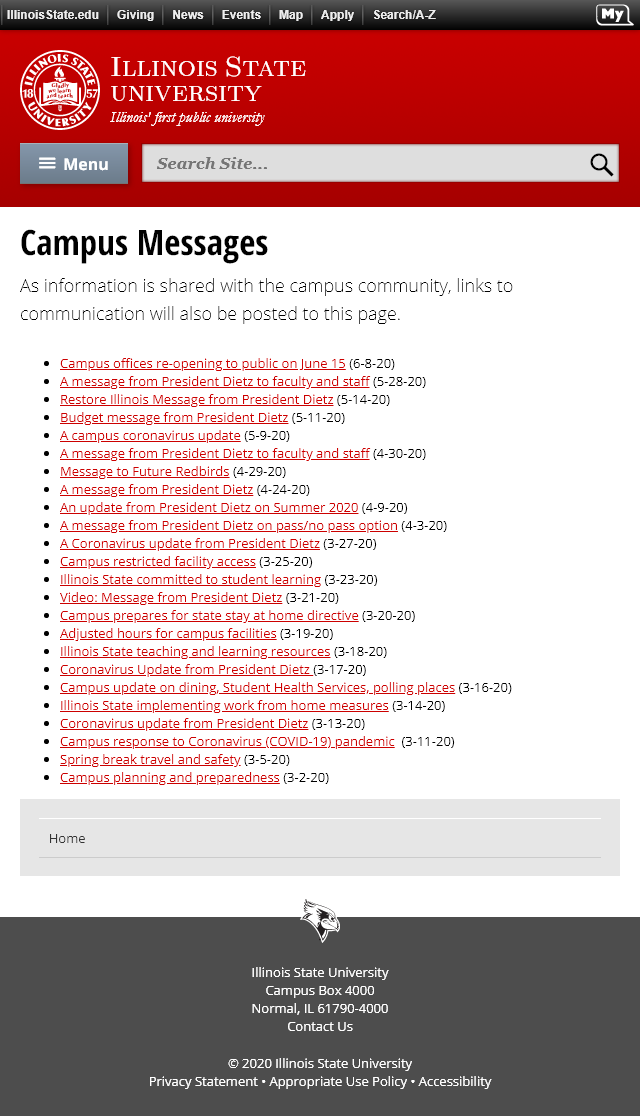 IllinoisState.edu Giving News Events Map Apply Search/A-Z My
ILLINOIS STATE UNIVERSITY
18 57
Gladly we learn and teach
ILLINOIS STATE
UNIVERSITY
Illinois' first public university
Menu Search Site...
Campus Messages
As information is shared with the campus community, links to
communication will also be posted to this page.
Campus offices re-opening to public on June 15 (6-8-20)
A message from President Dietz to faculty and staff (5-28-20)
Restore Illinois Message from President Dietz (5-14-20)
Budget message from President Dietz (5-11-20)
A campus coronavirus update (5-9-20)
A message from President Dietz to faculty and staff (4-30-20)
Message to Future Redbirds (4-29-20)
A message from President Dietz (4-24-20)
An update from President Dietz on Summer 2020 (4-9-20)
A message from President Dietz on pass/no pass option (4-3-20)
A Coronavirus update from President Dietz (3-27-20)
Campus restricted facility access (3-25-20)
Illinois State committed to student learning (3-23-20)
Video: Message from President Dietz (3-21-20)
Campus prepares for state stay at home directive (3-20-20)
Adjusted hours for campus facilities (3-19-20)
Illinois State teaching and learning resources (3-18-20)
Coronavirus Update from President Dietz (3-17-20)
Campus update on dining, Student Health Services, polling places (3-16-20)
Illinois State implementing work from home measures (3-14-20)
Coronavirus update from President Dietz (3-13-20)
Campus response to Coronavirus (COVID-19) pandemic (3-11-20)
Spring break travel and safety (3-5-20)
Campus planning and preparedness (3-2-20)
Home
Illinois State University
Campus Box 4000
Normal, IL 61790-4000
Contact Us
© 2020 Illinois State University
Privacy Statement • Appropriate Use Policy • Accessibility